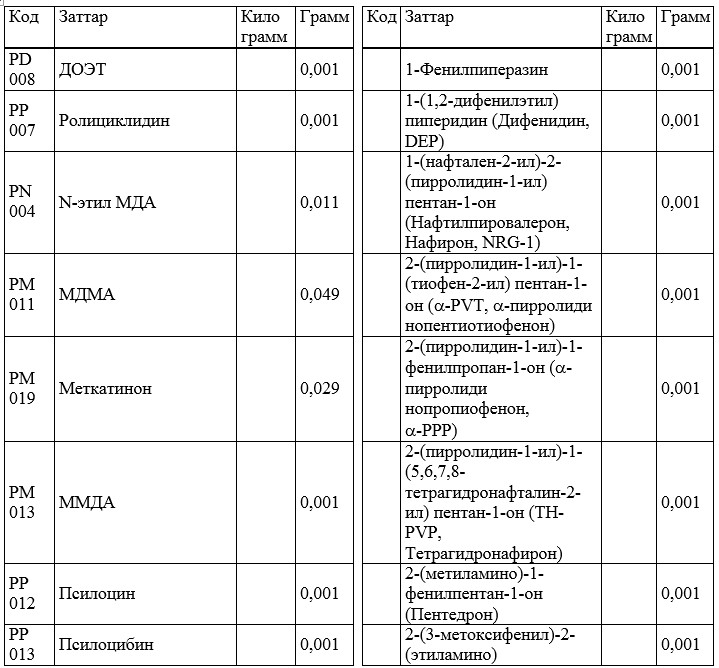 Код Заттар Кило грамм Грамм
PD 008 ДОЭТ 0,001
PP 007 Ролициклидин 0,001
PN 004 N-этил МДА 0,011
PM 011 МДМА 0,049
PM 019 Меткатинон 0,029
PM 013 ММДА 0,001
PP 012 Псилоцин 0,001
PP 013 Псилоцибин 0,001
Код Заттар Кило грамм Грамм
1-Фенилпиперазин 0,001
1-(1,2-дифенилэтил)
пиперидин (Дифенидин, 0,001
DEP)
1-(нафтален-2-ил)-2-
(пирролидин-1-ил)
пентан-1-он 0,001
(Нафтилпировалерон,
Нафирон, NRG-1)
2-(пирролидин-1-ил)-1-
(тиофен-2-ил) пентан-1-
он (α-PVT, α-пирролиди 0,001
нопентиотиофенон)
2-(пирролидин-1-ил)-1-
фенилпропан-1-он (α-
пирролиди 0,001
нопропиофенон,
α-PPP)
2-(пирролидин-1-ил)-1-
(5,6,7,8-
тетрагидронафталин-2- 0,001
ил) пентан-1-он (TH-
PVP,
Тетрагидронафирон)
2-(метиламино)-1-
фенилпентан-1-он 0,001
(Пентедрон)
2-(3-метоксифенил)-2- 0,001
(этиламино)